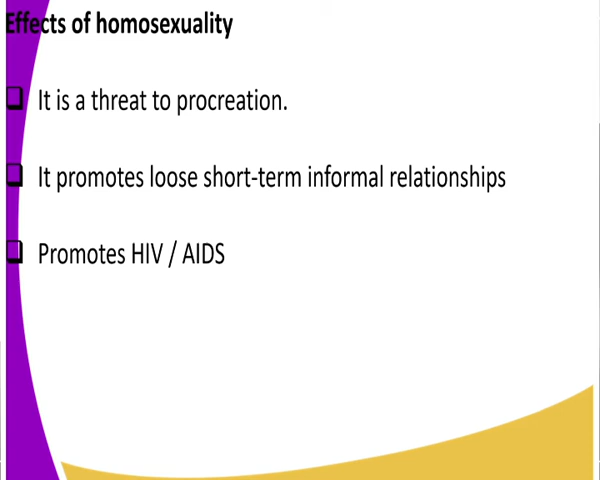 Effects of homosexuality
It is a threat to procreation.
It promotes loose short-term informal relationships
Promotes HIV / AIDS